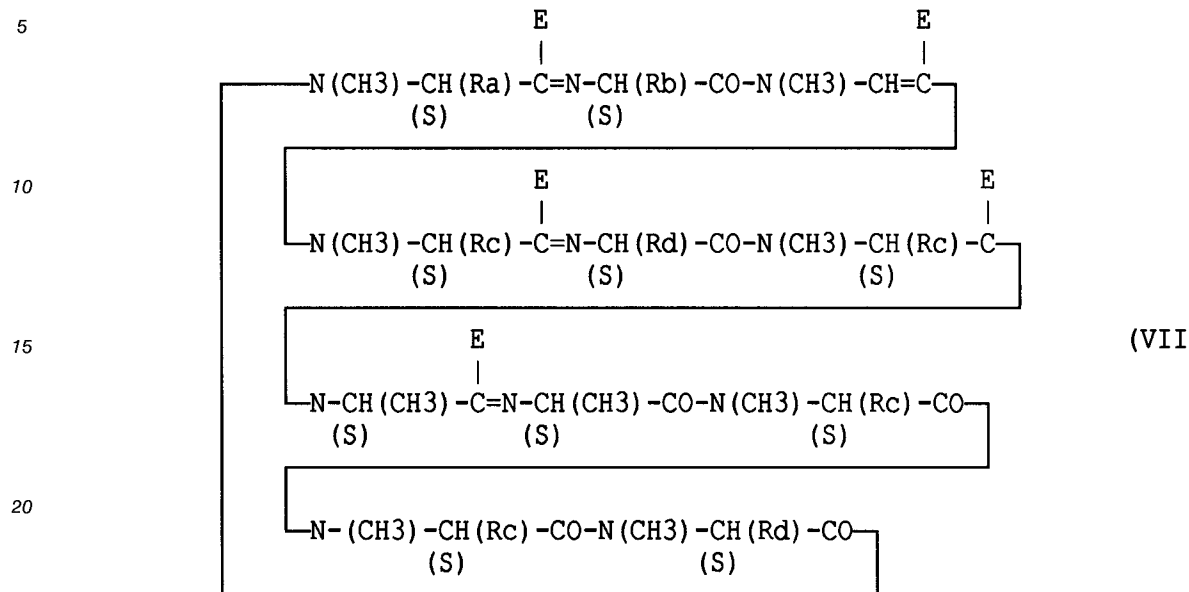 5
E E
N(CH3)-CH(Ra)-C=N-CH(Rb)-CO-N(CH3)-CH=C
(S) (S)
10
E E
N(CH3)-CH(Rc)-C=N-CH(Rd)-CO-N(CH3)-CH(Rc)-C
(S) (S) (S)
15
E
(VII
N-CH(CH3)-C=N-CH(CH3)-CO-N(CH3)-CH(Rc)-CO
(S) (S) (S)
20
N-(CH3)-CH(Rc)-CO-N(CH3)-CH(Rd)-CO
(S) (S)